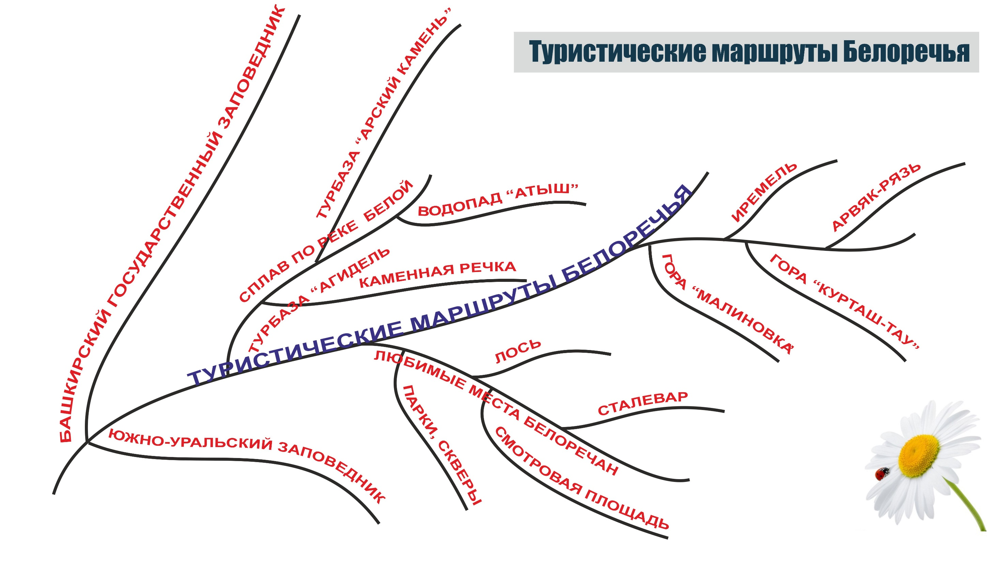 Туристические маршруты Белоречья
БАШКИРСКИЙ ГОСУДАРСТВЕННЫЙ ЗАПОВЕДНИК
ТУРБАЗА “АРСКИЙ КАМЕНЬ”
СПЛАВ ПО РЕКЕ БЕЛОЙ
ВОДОПАД “АТЫШ”
ТУРБАЗА “АГИДЕЛЬ
КАМЕННАЯ РЕЧКА
ТУРИСТИЧЕСКИЕ МАРШРУТЫ БЕЛОРЕЧЬЯ
ИРЕМЕЛЬ
АРВЯК-РЯЗЬ
ГОРА “МАЛИНОВКА”
ГОРА “КУРТАШ-ТАУ”
ЛЮБИМЫЕ МЕСТА БЕЛОРЕЧАН
ЛОСЬ
СТАЛЕВАР
ПАРКИ, СКВЕРЫ
СМОТРОВАЯ ПЛОЩАДЬ
ЮЖНО-УРАЛЬСКИЙ ЗАПОВЕДНИК